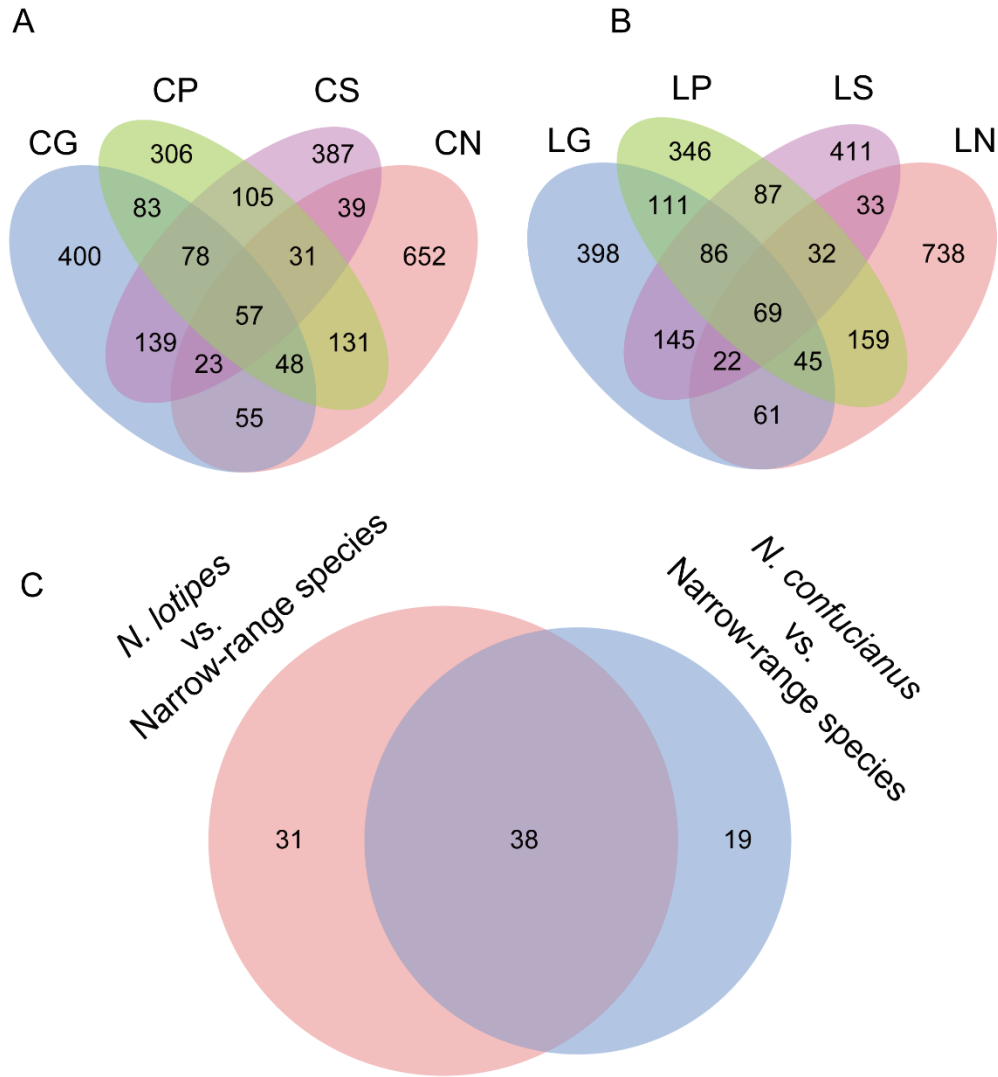 A
CP
CS
CG
CN
306
387
83
105
39
400
78
31
652
57
139
23
48
131
55
B
LP
LS
LG
LN
346
411
111
87
33
398
86
32
738
69
145
22
45
159
61
C
N. lotipes
vs.
Narrow-range species
N. confucianus
vs.
Narrow-range species
31
38
19